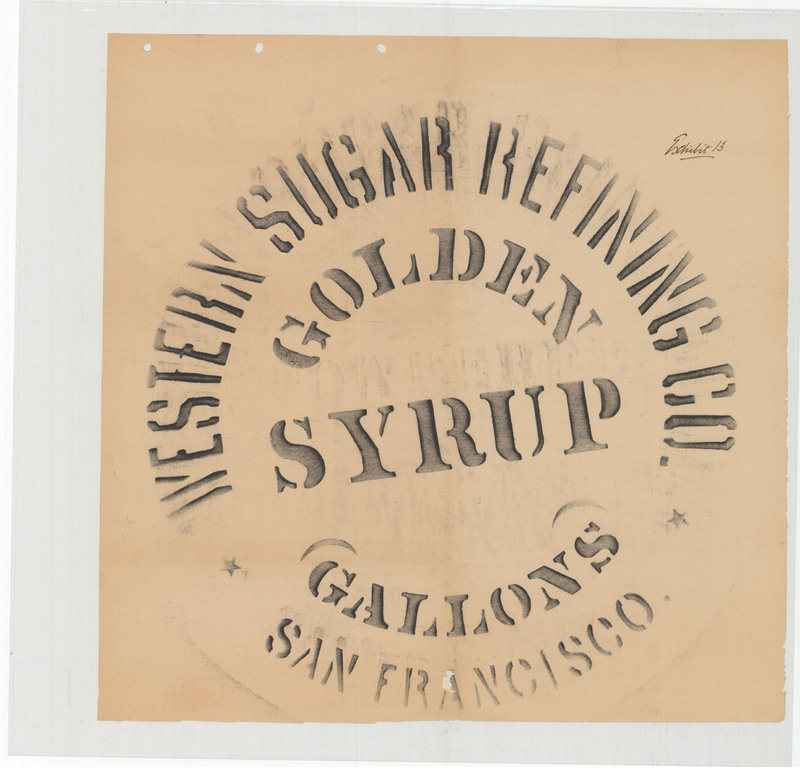 Exhibit 13
WESTERN SUGAR REFINING CO.
GOLDEN
SYRUP
GALLONS
SAN FRANCISCO.